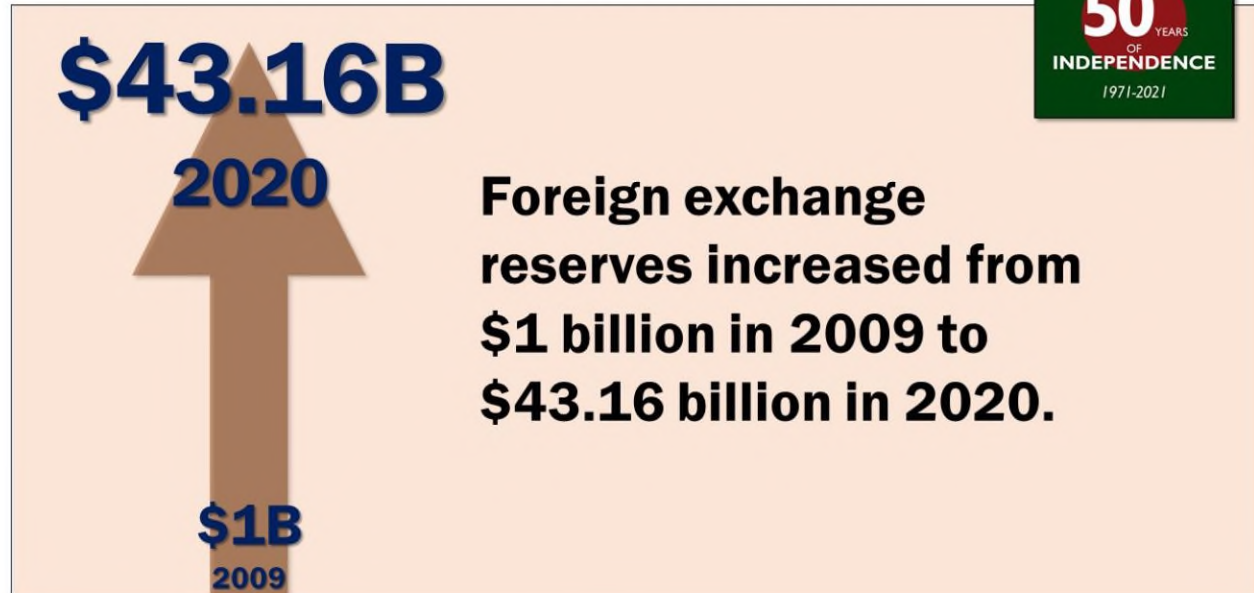 $43.16B
2020
$1B
2009
Foreign exchange
reserves increased from
$1 billion in 2009 to
$43.16 billion in 2020.
50 YEARS
OF
INDEPENDENCE
1971-2021